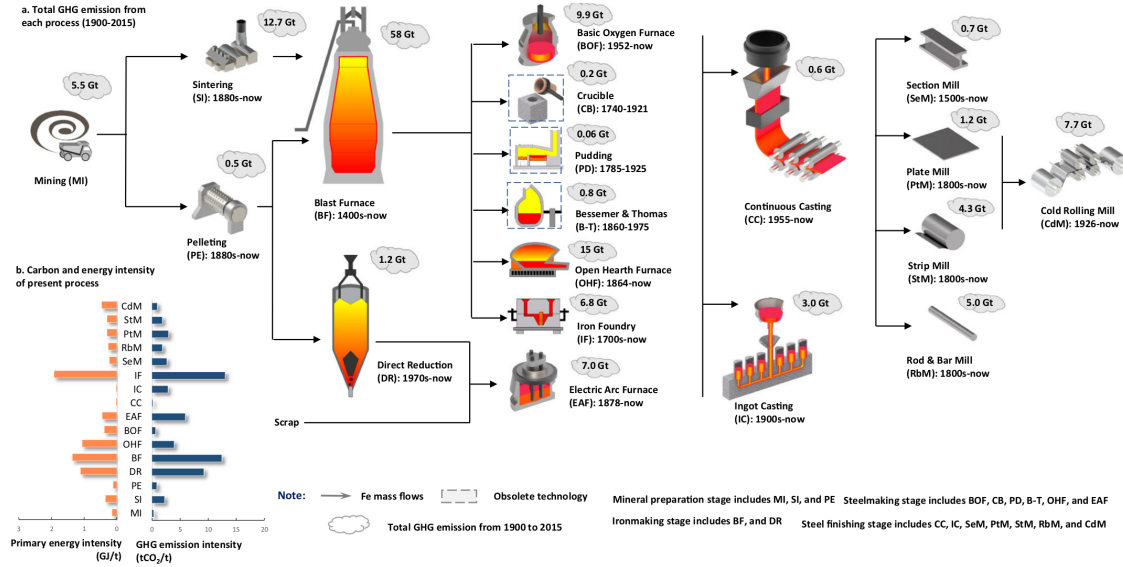 a. Total GHG emission from
each process (1900-2015)
5.5 Gt
Mining (MI)
12.7 Gt
Sintering
(SI): 1880s-now
0.5 Gt
Pelleting
(PE): 1880s-now
58 Gt
Blast Furnace
(BF): 1400s-now
1.2 Gt
Direct Reduction
(DR): 1970s-now
Scrap
9.9 Gt
Basic Oxygen Furnace
(BOF): 1952-now
0.2 Gt
Crucible
(CB): 1740-1921
0.06 Gt
Pudding
(PD): 1785-1925
0.8 Gt
Bessemer & Thomas
(B-T): 1860-1975
15 Gt
Open Hearth Furnace
(OHF): 1864-now
6.8 Gt
Iron Foundry
(IF): 1700s-now
7.0 Gt
Electric Arc Furnace
(EAF): 1878-now
0.6 Gt
Continuous Casting
(CC): 1955-now
3.0 Gt
Ingot Casting
(IC): 1900s-now
0.7 Gt
Section Mill
(SeM): 1500s-now
1.2 Gt
Plate Mill
(PtM): 1800s-now
4.3 Gt
Strip Mill
(StM): 1800s-now
5.0 Gt
Rod & Bar Mill
(RbM): 1800s-now
7.7 Gt
Cold Rolling Mill
(CdM): 1926-now
b. Carbon and energy intensity
of present process
CdM
StM
PtM
RbM
SeM
IF
IC
CC
EAF
BOF
OHF
BF
DR
PE
SI
MI
3 2 1 0 0 5 10 15 20
Primary energy intensity
(GJ/t)
GHG emission intensity
(tCO2/t)
Note:
Fe mass flows
Obsolete technology
Total GHG emission from 1900 to 2015
Mineral preparation stage includes MI, SI, and PE
Steelmaking stage includes BOF, CB, PD, B-T, OHF, and EAF
Ironmaking stage includes BF, and DR
Steel finishing stage includes CC, IC, SeM, PtM, StM, RbM, and CdM